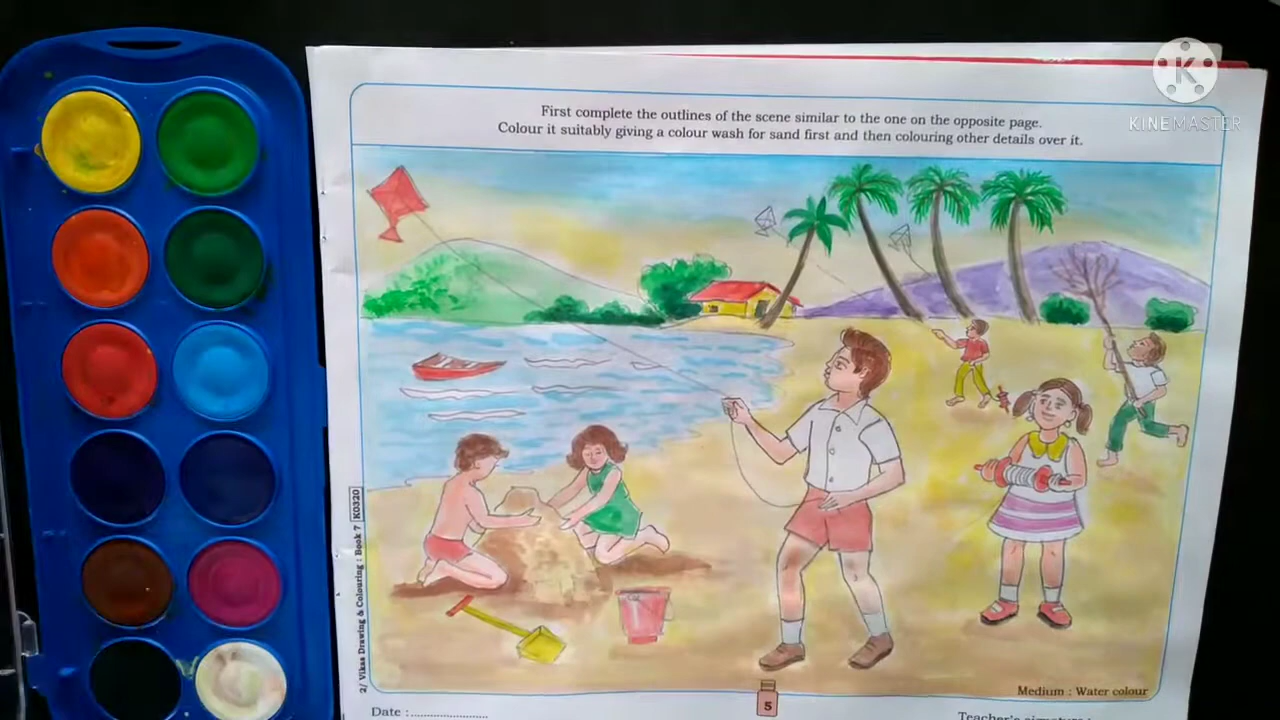 K
KINEMASTER
First complete the outlines of the scene similar to the one on the opposite page.
Colour it suitably giving a colour wash for sand first and then colouring other details over it.
2/ Vikas Drawing & Colouring : Book 7 K0320
Medium : Water colour
5
Date :........................
Teacher's